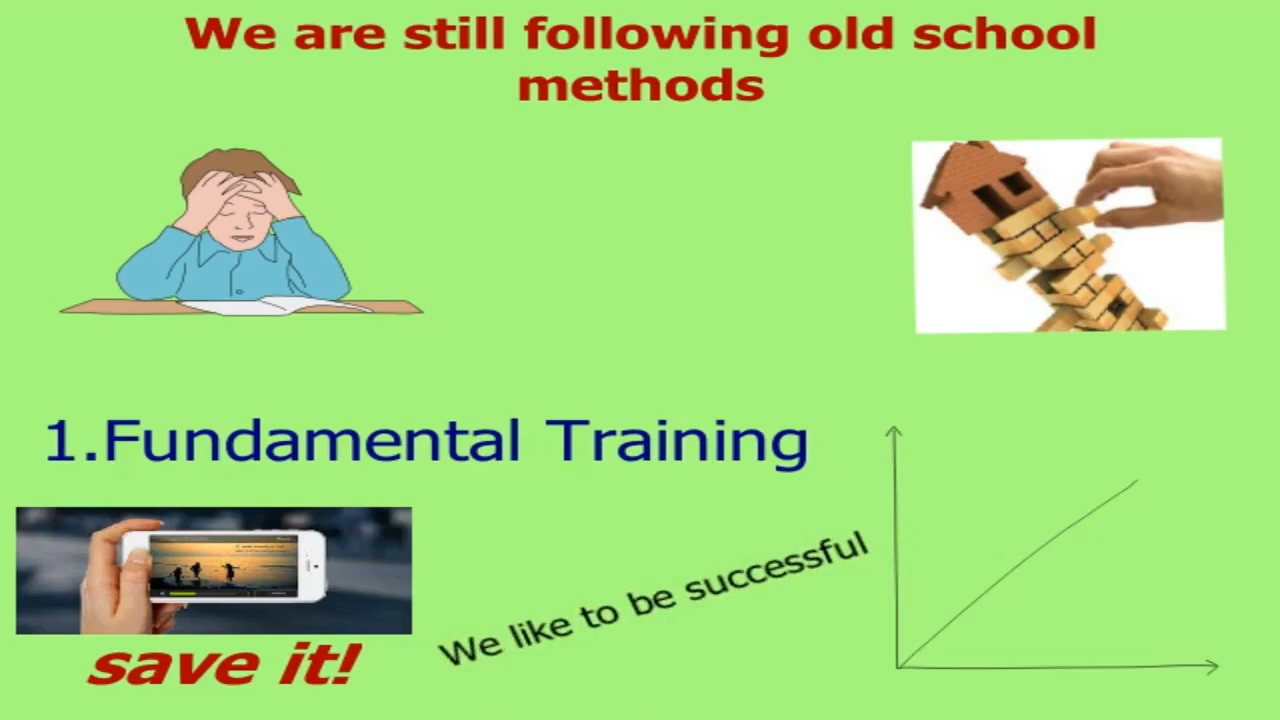 We are still following old school
methods
1.Fundamental Training
We like to be successful
save it!